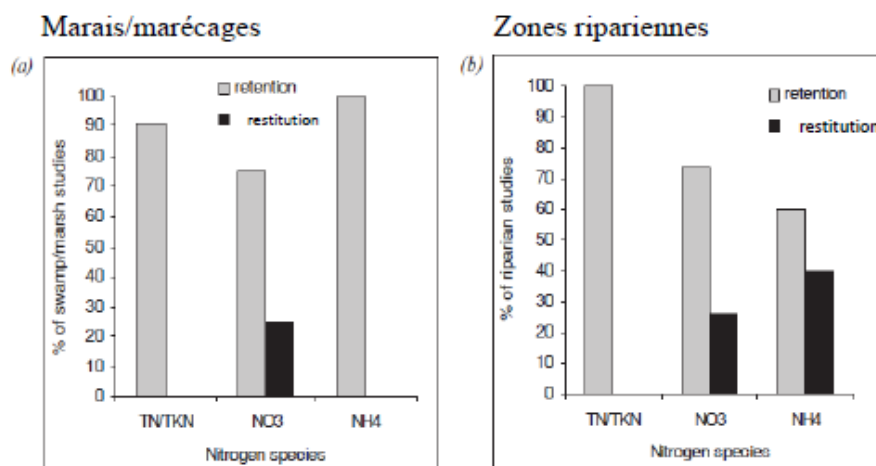 Marais/marécages
Zones ripariennes
(a)
retention
restitution
% of swamp/marsh studies
100
90
80
70
60
50
40
30
20
10
0
TN/TKN
NO3
NH4
Nitrogen species
(b)
retention
restitution
% of riparian studies
100
90
80
70
60
50
40
30
20
10
0
TN/TKN
NO3
NH4
Nitrogen species